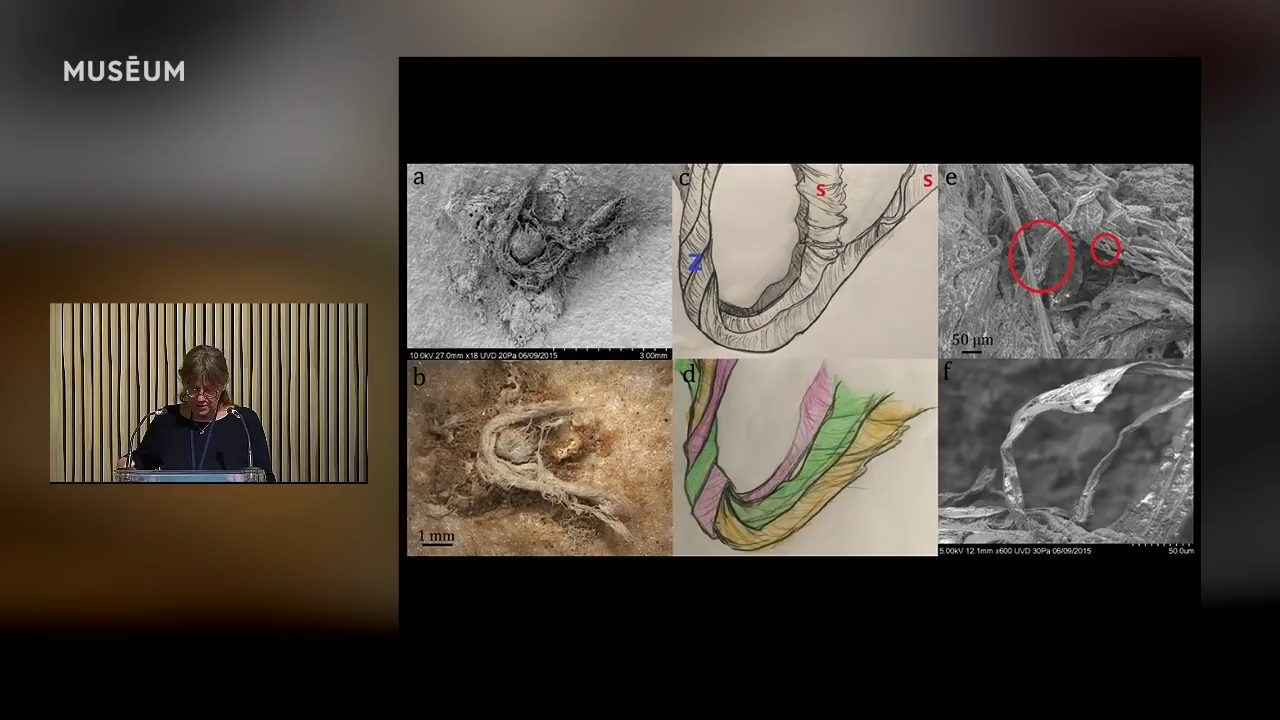 MUSĒUM
a
10.0kV 27.0mm x18 UVD 20Pa 06/09/2015 3.00mm
b
1 mm
c
S
S
Z
d
e
50 µm
f
5.00kV 12.1mm x600 UVD 30Pa 06/09/2015 50.0um